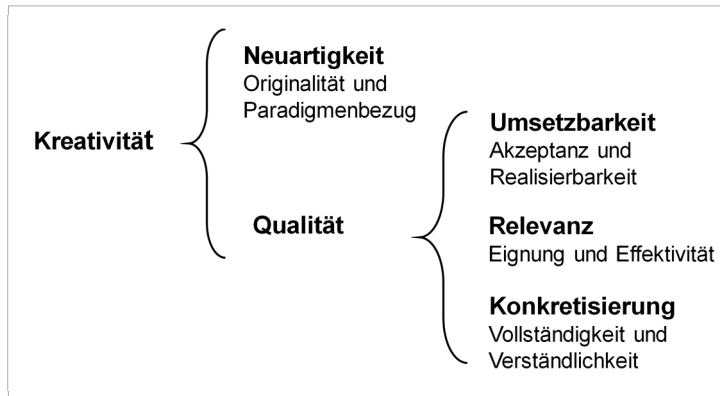 Kreativität
Neuartigkeit
Originalität und
Paradigmenbezug
Qualität
Umsetzbarkeit
Akzeptanz und
Realisierbarkeit
Relevanz
Eignung und Effektivität
Konkretisierung
Vollständigkeit und
Verständlichkeit